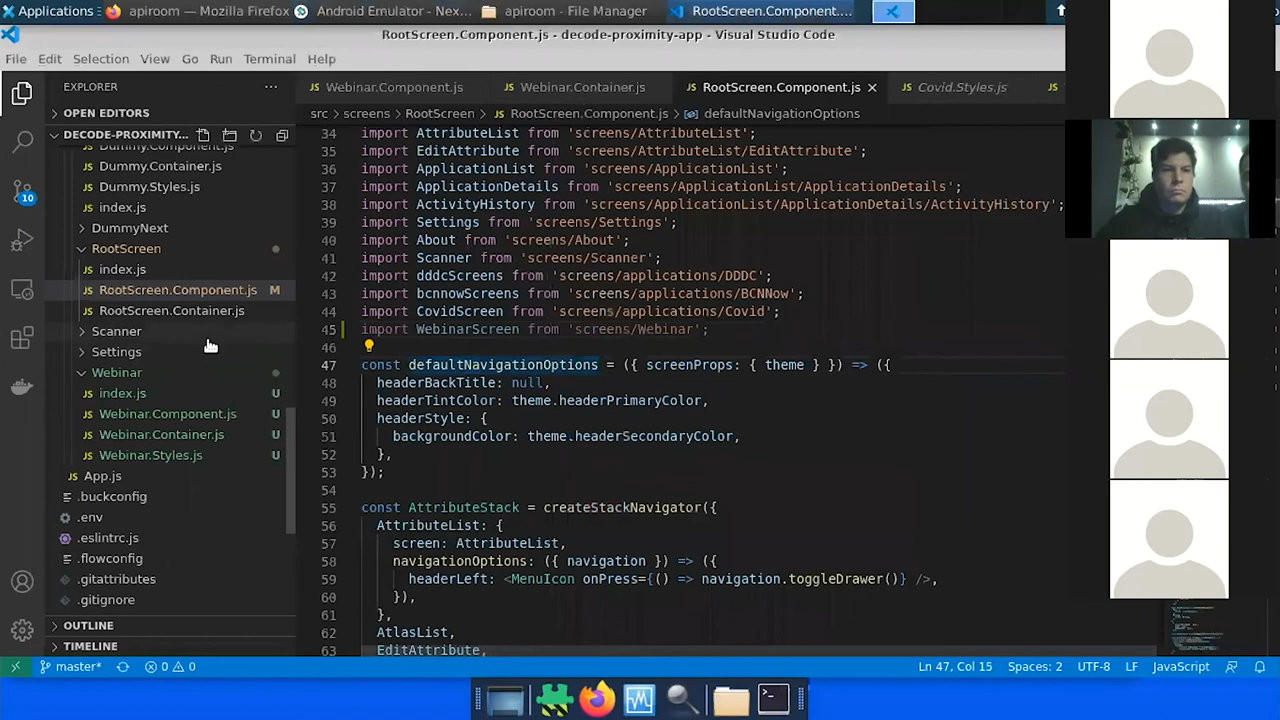 Applications
apiroom — Mozilla Firefox
Android Emulator - Nex...
apiroom - File Manager
RootScreen.Component....
RootScreen.Component.js - decode-proximity-app - Visual Studio Code
File Edit Selection View Go Run Terminal Help
EXPLORER ...
OPEN EDITORS
DECODE-PROXIMITY...
Dummy.Component.js
Dummy.Container.js
Dummy.Styles.js
index.js
DummyNext
RootScreen
index.js
RootScreen.Component.js M
RootScreen.Container.js
Scanner
Settings
Webinar
index.js U
Webinar.Component.js U
Webinar.Container.js U
Webinar.Styles.js U
App.js
.buckconfig
.env
.eslintrc.js
.flowconfig
.gitattributes
.gitignore
OUTLINE
TIMELINE
10
JS Webinar.Component.js
JS Webinar.Container.js
JS RootScreen.Component.js
JS Covid.Styles.js
JS
src > screens > RootScreen > JS RootScreen.Component.js > defaultNavigationOptions
34 import AttributeList from 'screens/AttributeList';
35 import EditAttribute from 'screens/AttributeList/EditAttribute';
36 import ApplicationList from 'screens/ApplicationList';
37 import ApplicationDetails from 'screens/ApplicationList/ApplicationDetails';
38 import ActivityHistory from 'screens/ApplicationList/ApplicationDetails/ActivityHistory';
39 import Settings from 'screens/Settings';
40 import About from 'screens/About';
41 import Scanner from 'screens/Scanner';
42 import dddcScreens from 'screens/applications/DDDC';
43 import bcnnowScreens from 'screens/applications/BCNNow';
44 import CovidScreen from 'screens/applications/Covid';
45 import WebinarScreen from 'screens/Webinar';
46
47 const defaultNavigationOptions = ({ screenProps: { theme } }) => ({
48 headerBackTitle: null,
49 headerTintColor: theme.headerPrimaryColor,
50 headerStyle: {
51 backgroundColor: theme.headerSecondaryColor,
52 },
53 });
54
55 const AttributeStack = createStackNavigator({
56 AttributeList: {
57 screen: AttributeList,
58 navigationOptions: ({ navigation }) => ({
59 headerLeft: <MenuIcon onPress={() => navigation.toggleDrawer()} />,
60 }),
61 },
62 AtlasList,
63 EditAttribute,
master* 0 0
Ln 47, Col 15 Spaces: 2 UTF-8 LF JavaScript